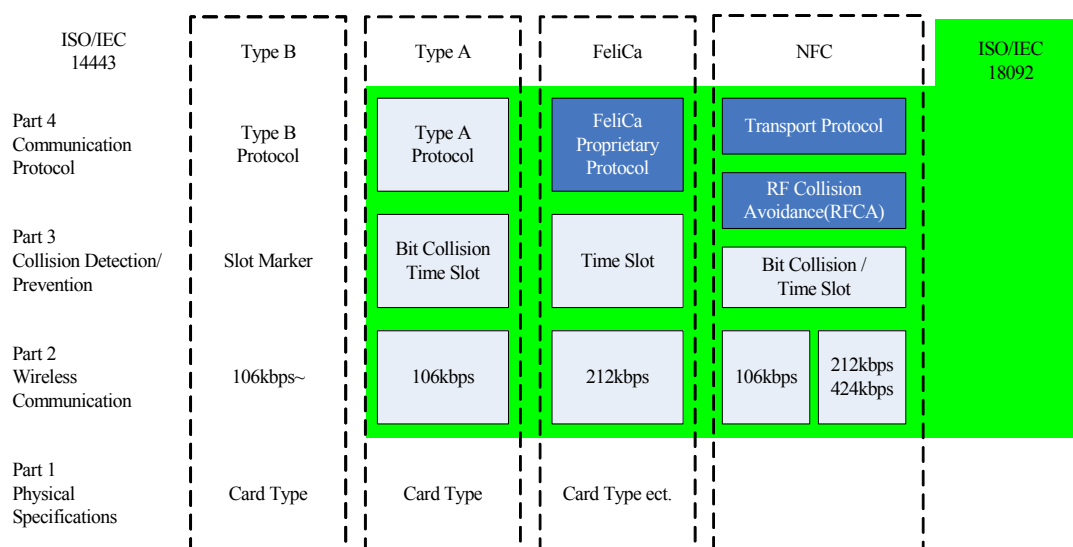 ISO/IEC
14443
Type B
Type A
FeliCa
NFC
ISO/IEC
18092
Part 4
Communication
Protocol
Type B
Protocol
Type A
Protocol
FeliCa
Proprietary
Protocol
Transport Protocol
RF Collision
Avoidance(RFCA)
Part 3
Collision Detection/
Prevention
Slot Marker
Bit Collision
Time Slot
Time Slot
Bit Collision /
Time Slot
Part 2
Wireless
Communication
106kbps~
106kbps
212kbps
106kbps
212kbps
424kbps
Part 1
Physical
Specifications
Card Type
Card Type
Card Type ect.